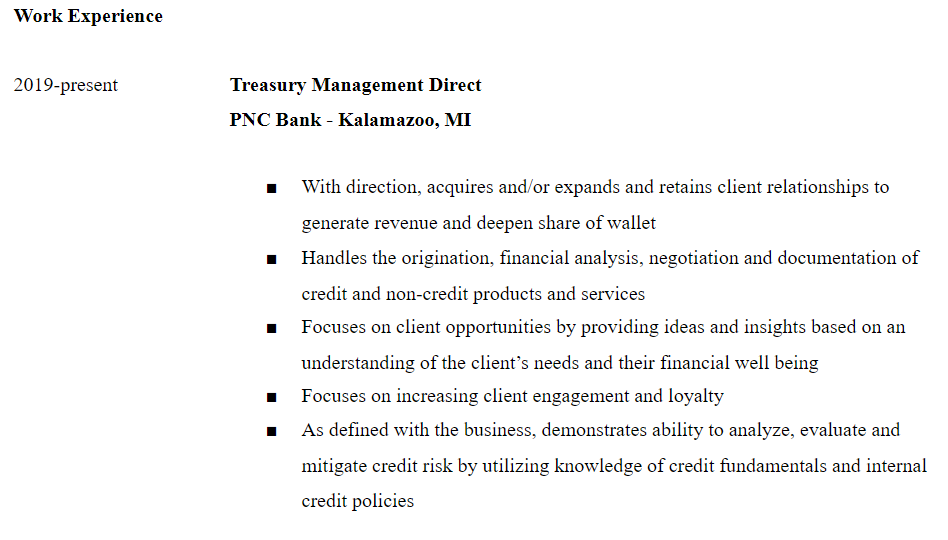 Work Experience
2019-present
Treasury Management Direct
PNC Bank - Kalamazoo, MI
■ With direction, acquires and/or expands and retains client relationships to
generate revenue and deepen share of wallet
■ Handles the origination, financial analysis, negotiation and documentation of
credit and non-credit products and services
■ Focuses on client opportunities by providing ideas and insights based on an
understanding of the client’s needs and their financial well being
■ Focuses on increasing client engagement and loyalty
■ As defined with the business, demonstrates ability to analyze, evaluate and
mitigate credit risk by utilizing knowledge of credit fundamentals and internal
credit policies